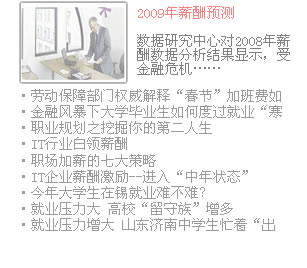 2009年薪酬预测
数据研究中心对2008年薪
酬数据分析结果显示，受
金融危机……
·劳动保障部门权威解释“春节”加班费如
·金融风暴下大学毕业生如何度过就业“寒
·职业规划之挖掘你的第二人生
·IT行业白领薪酬
·职场加薪的七大策略
·IT企业薪酬激励--进入“中年状态”
·今年大学生在锡就业难不难？
·就业压力大 高校“留守族”增多
·就业压力增大 山东济南中学生忙着“出